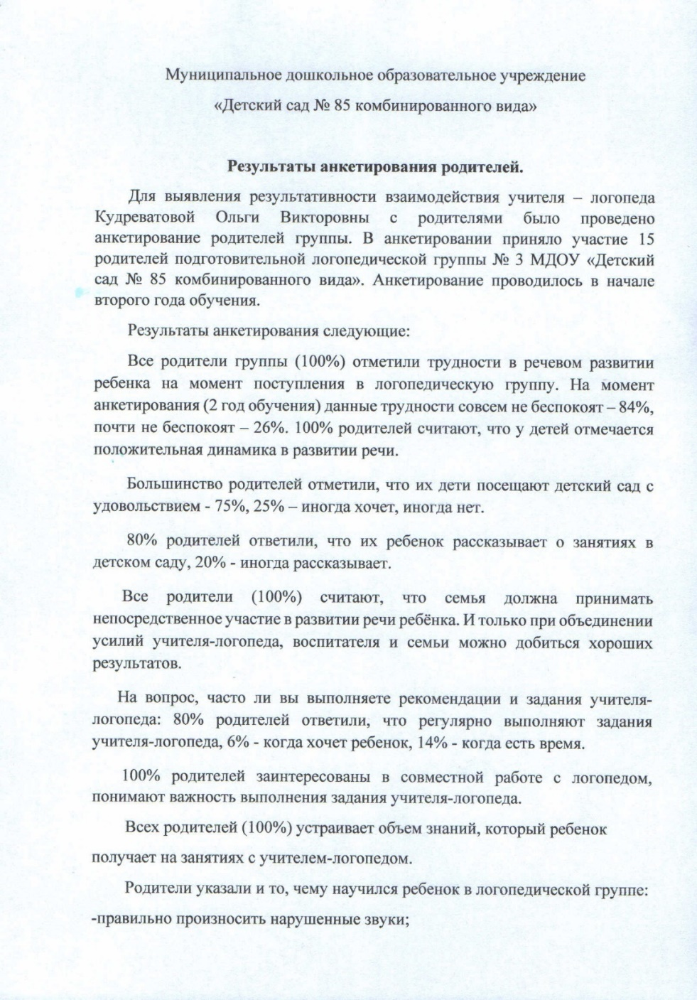 Муниципальное дошкольное образовательное учреждение
«Детский сад № 85 комбинированного вида»
Результаты анкетирования родителей.
Для выявления результативности взаимодействия учителя – логопеда
Кудреватовой Ольги Викторовны с родителями было проведено
анкетирование родителей группы. В анкетировании приняло участие 15
родителей подготовительной логопедической группы № 3 МДОУ «Детский
сад № 85 комбинированного вида». Анкетирование проводилось в начале
второго года обучения.
Результаты анкетирования следующие:
Все родители группы (100%) отметили трудности в речевом развитии
ребенка на момент поступления в логопедическую группу. На момент
анкетирования (2 год обучения) данные трудности совсем не беспокоят – 84%,
почти не беспокоят – 26%. 100% родителей считают, что у детей отмечается
положительная динамика в развитии речи.
Большинство родителей отметили, что их дети посещают детский сад с
удовольствием - 75%, 25% – иногда хочет, иногда нет.
80% родителей ответили, что их ребенок рассказывает о занятиях в
детском саду, 20% - иногда рассказывает.
Все родители (100%) считают, что семья должна принимать
непосредственное участие в развитии речи ребёнка. И только при объединении
усилий учителя-логопеда, воспитателя и семьи можно добиться хороших
результатов.
На вопрос, часто ли вы выполняете рекомендации и задания учителя-
логопеда: 80% родителей ответили, что регулярно выполняют задания
учителя-логопеда, 6% - когда хочет ребенок, 14% - когда есть время.
100% родителей заинтересованы в совместной работе с логопедом,
понимают важность выполнения задания учителя-логопеда.
Всех родителей (100%) устраивает объем знаний, который ребенок
получает на занятиях с учителем-логопедом.
Родители указали и то, чему научился ребенок в логопедической группе:
-правильно произносить нарушенные звуки;